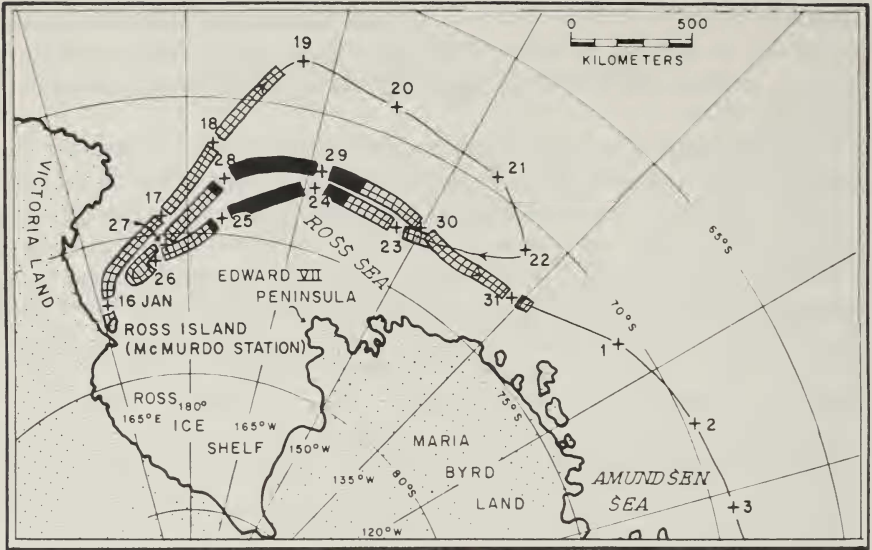 0 500
KILOMETERS
19
20
18
28
29
21
17
24
27
25
23
30
22
26
ROSS SEA
65°S
VICTORIA LAND
EDWARD VII
PENINSULA
16 JAN
31
70°S
ROSS ISLAND
(McMURDO STATION)
1
ROSS
ICE
SHELF
165°E
180°
165°W
150°W
75°S
2
MARIA
BYRD
LAND
135°W
80°S
120°W
AMUNDSEN
SEA
3